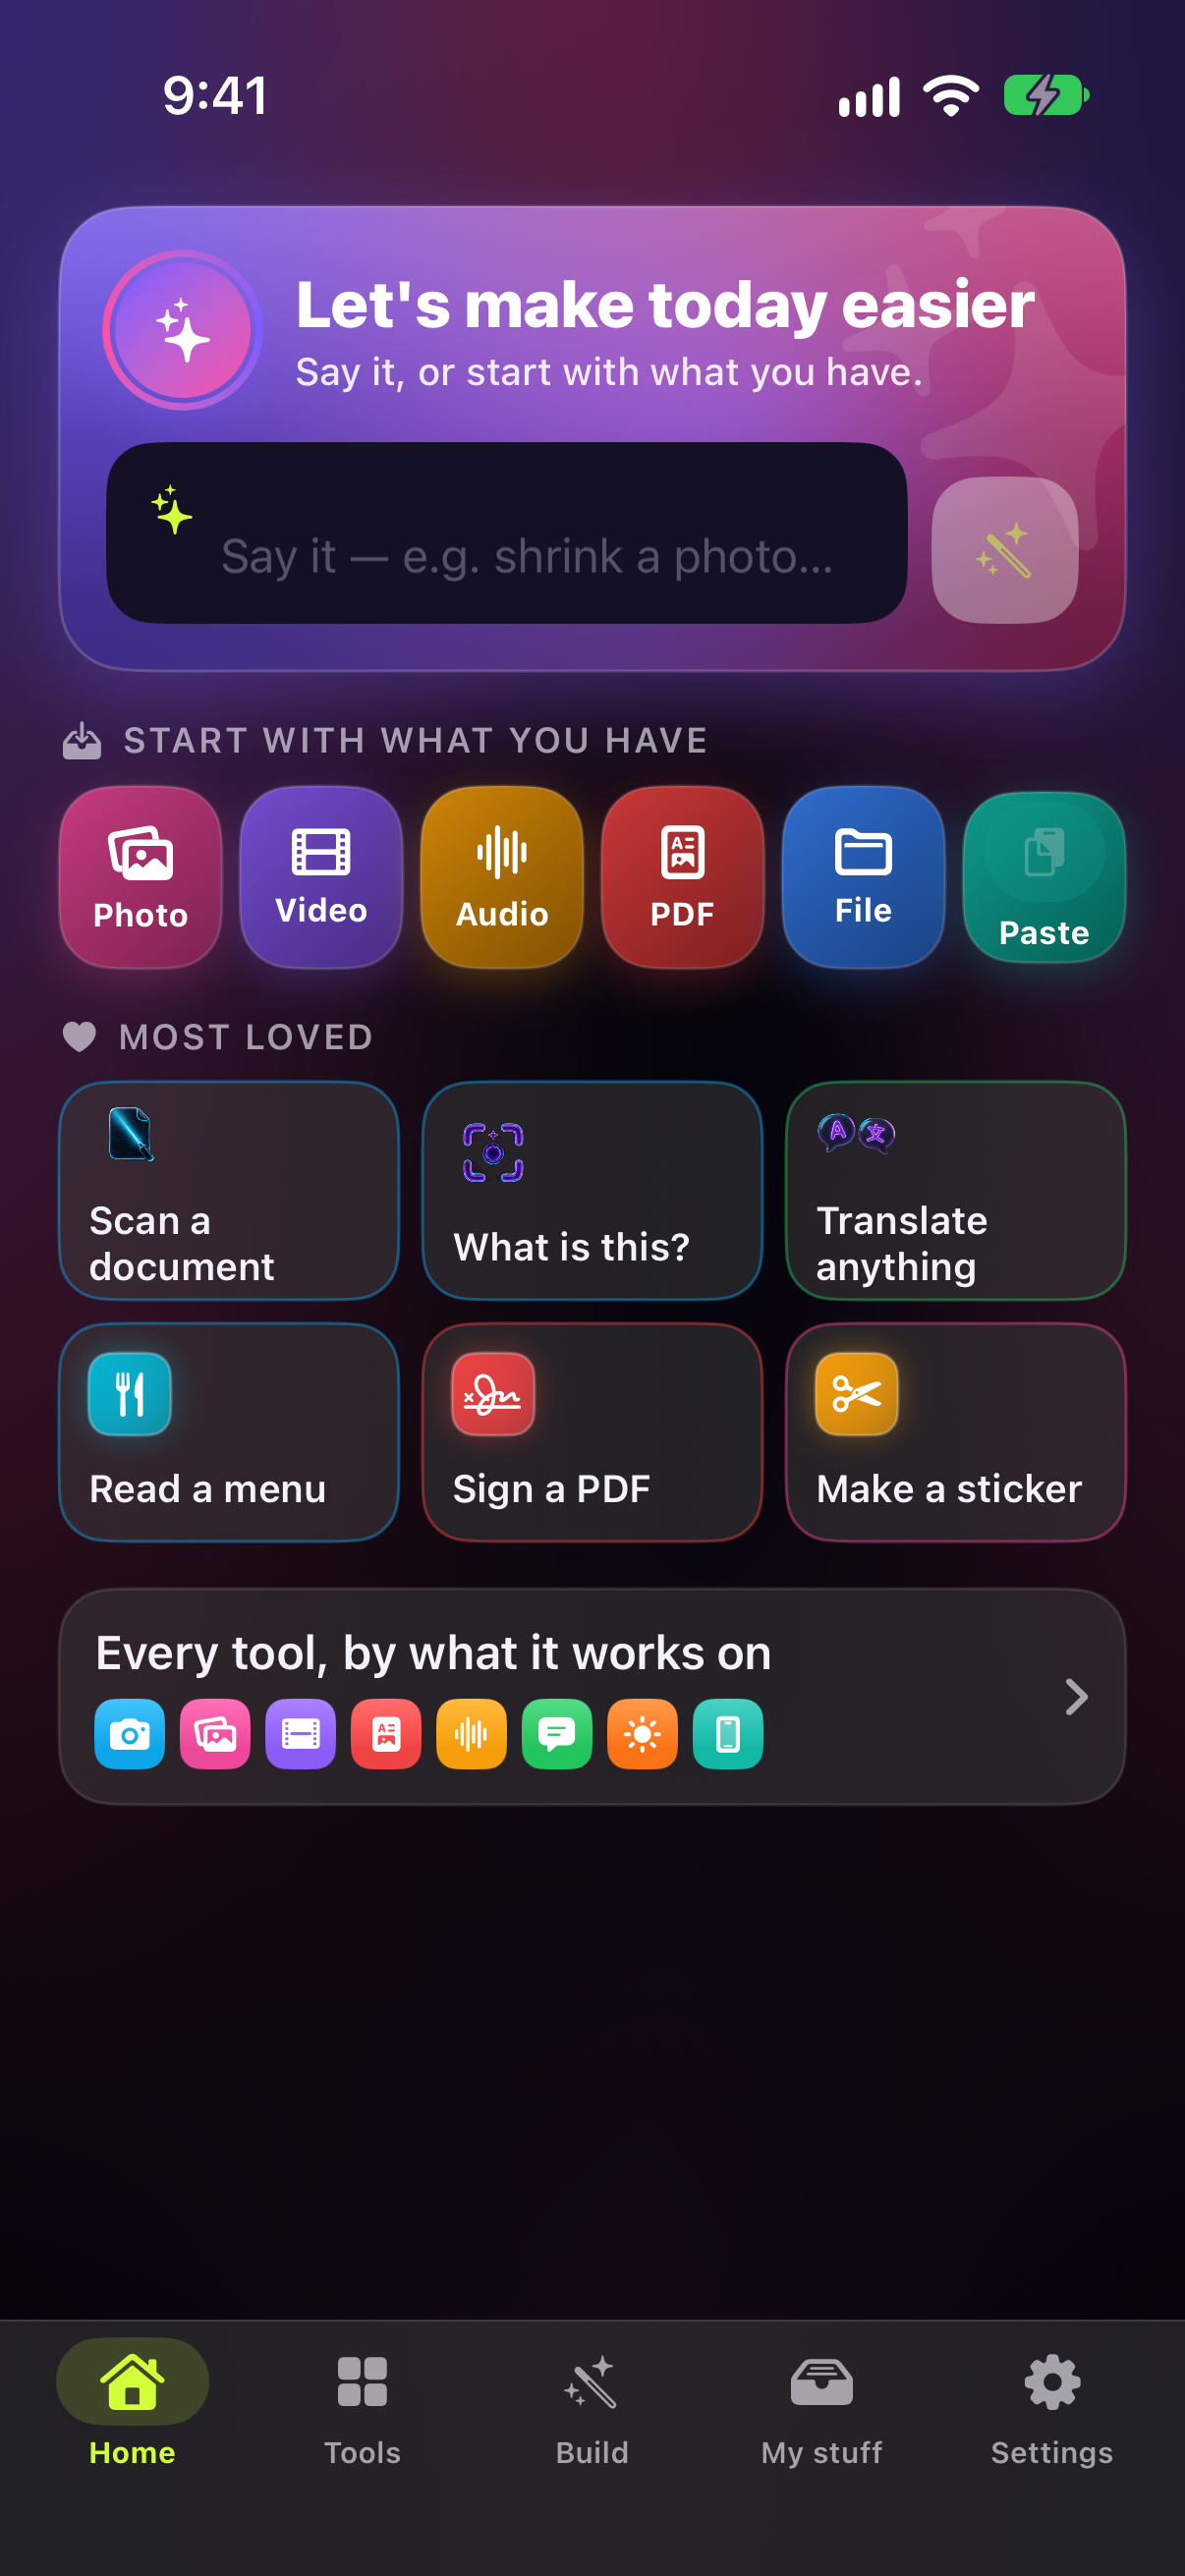 9:41
Let's make today easier
Say it, or start with what you have.
Say it — e.g. shrink a photo...
START WITH WHAT YOU HAVE
Photo
Video
Audio
PDF
File
Paste
MOST LOVED
Scan a
document
What is this?
Translate
anything
Read a menu
Sign a PDF
Make a sticker
Every tool, by what it works on
Home
Tools
Build
My stuff
Settings